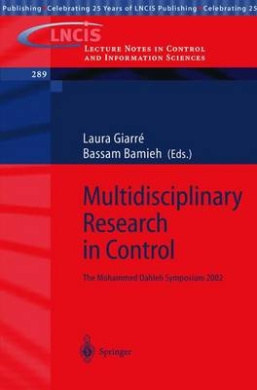 Publishing • Celebrating 25 Years of LNCIS Publishing • Celebrating 25
LNCIS
LECTURE NOTES IN CONTROL
AND INFORMATION SCIENCES
289
Laura Giarré
Bassam Bamieh (Eds.)
Multidisciplinary
Research
in Control
The Mohammed Dahleh Symposium 2002
Springer